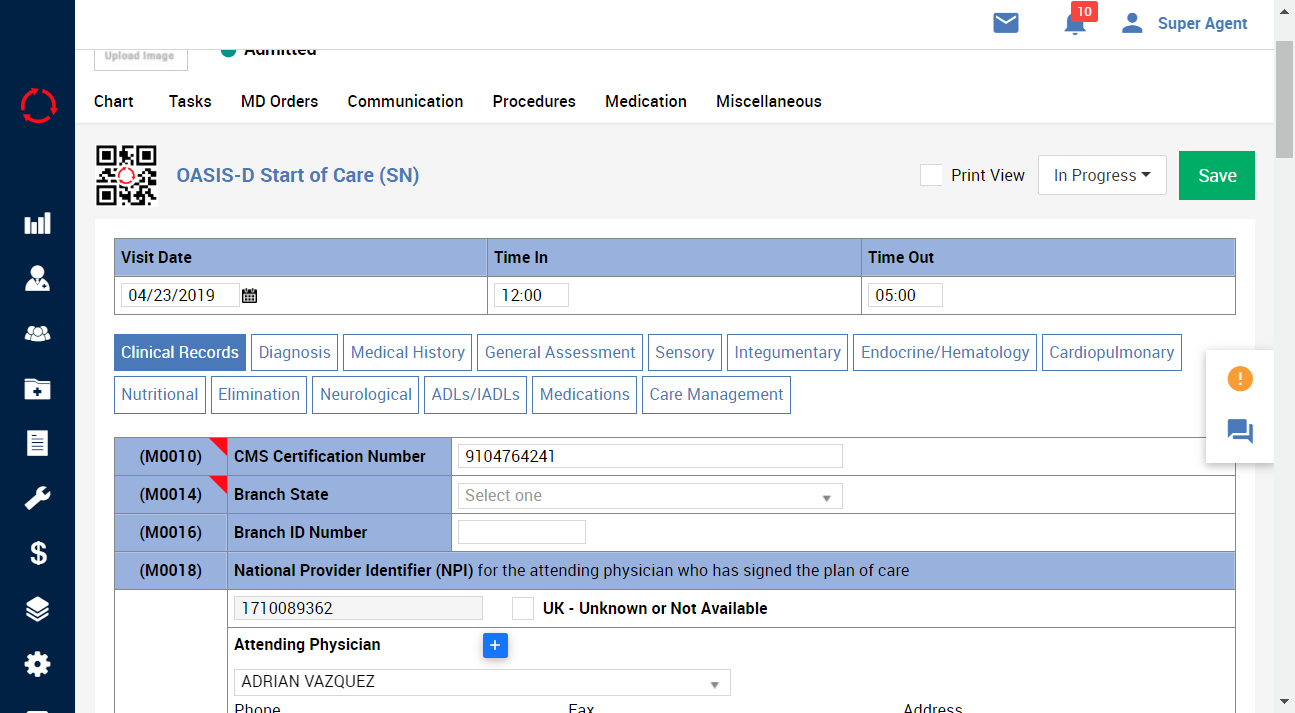 10
Super Agent
Upload Image
Admitted
Chart Tasks MD Orders Communication Procedures Medication Miscellaneous
OASIS-D Start of Care (SN)
Print View In Progress Save
Visit Date Time In Time Out
04/23/2019 12:00 05:00
Clinical Records Diagnosis Medical History General Assessment Sensory Integumentary Endocrine/Hematology Cardiopulmonary
Nutritional Elimination Neurological ADLs/IADLs Medications Care Management
(M0010) CMS Certification Number 9104764241
(M0014) Branch State Select one
(M0016) Branch ID Number
(M0018) National Provider Identifier (NPI) for the attending physician who has signed the plan of care
1710089362 UK - Unknown or Not Available
Attending Physician +
ADRIAN VAZQUEZ
Phone Fax Address